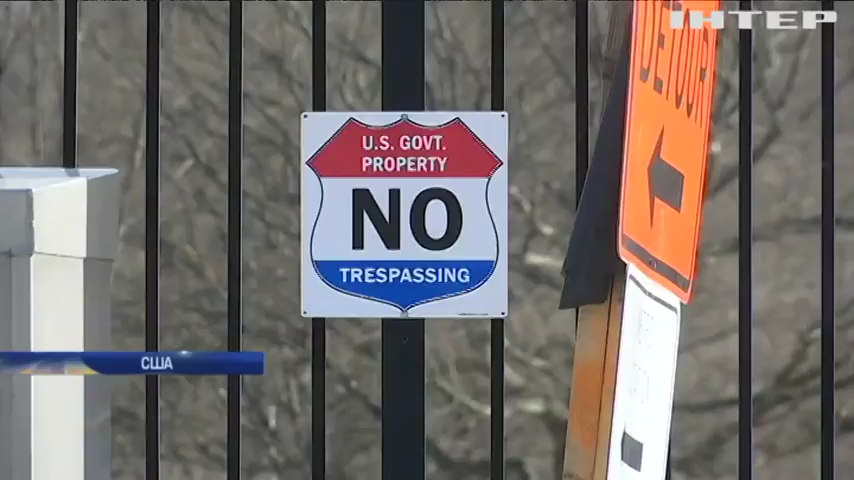 ІНТЕР
DETOUR
U.S. GOVT.
PROPERTY
NO
TRESPASSING
США